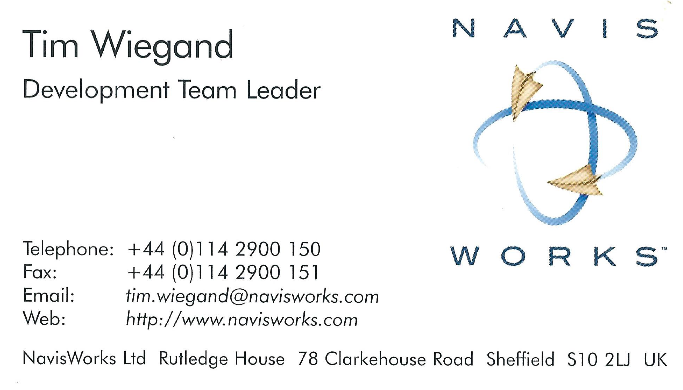 Tim Wiegand
Development Team Leader
NAVIS
WORKS™
Telephone: +44 (0)114 2900 150
Fax: +44 (0)114 2900 151
Email: tim.wiegand@navisworks.com
Web: http://www.navisworks.com
NavisWorks Ltd Rutledge House 78 Clarkehouse Road Sheffield S10 2LJ UK